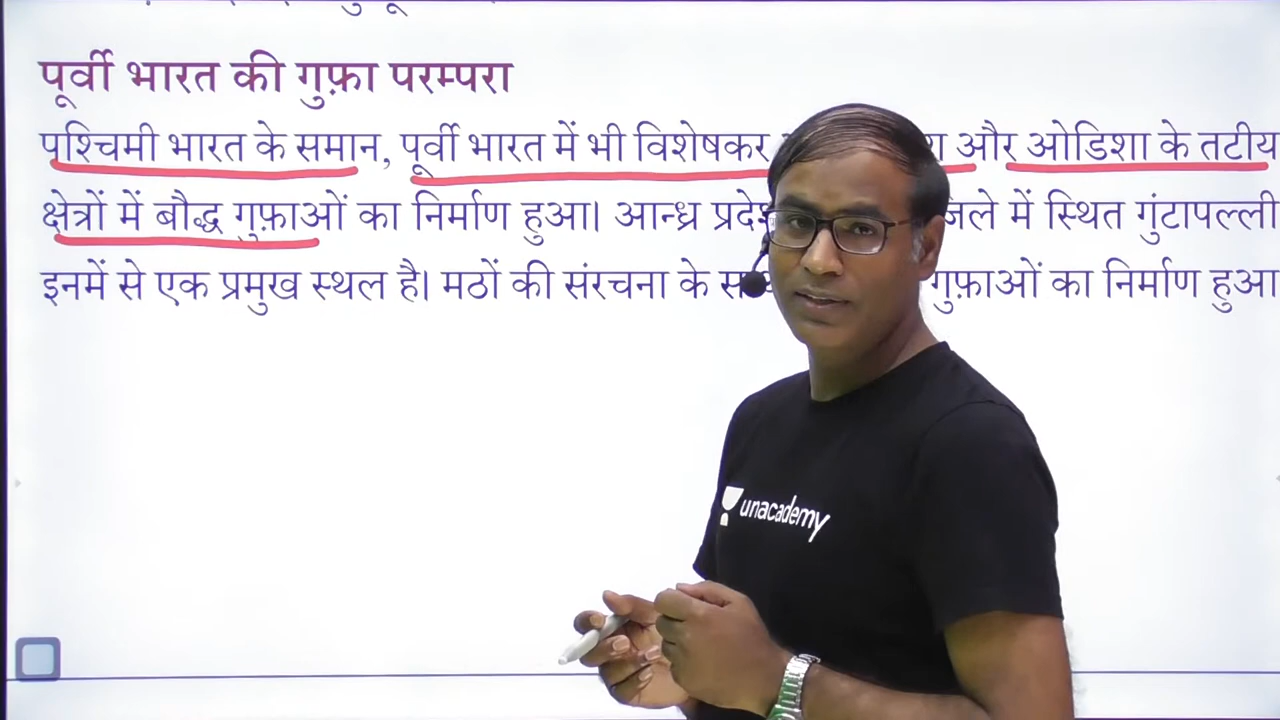 पूर्वी भारत की गुफ़ा परम्परा
पश्चिमी भारत के समान, पूर्वी भारत में भी विशेषकर और ओडिशा के तटीय
क्षेत्रों में बौद्ध गुफ़ाओं का निर्माण हुआ। आन्ध्र में स्थित गुंटापल्ली
इनमें से एक प्रमुख स्थल है। मठों की संरचना के गुफ़ाओं का निर्माण हुआ
unacademy